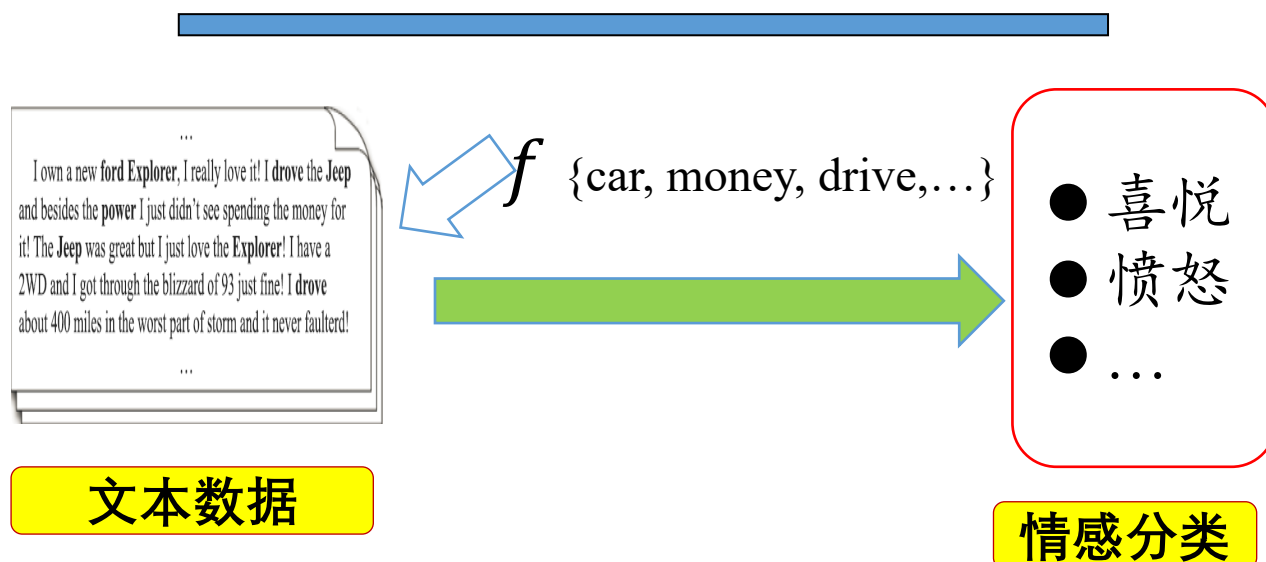 …
I own a new ford Explorer, I really love it! I drove the Jeep
and besides the power I just didn't see spending the money for
it! The Jeep was great but I just love the Explorer! I have a
2WD and I got through the blizzard of 93 just fine! I drove
about 400 miles in the worst part of storm and it never faulterd!
…
f {car, money, drive,…}
● 喜悦
● 愤怒
● …
文本数据
情感分类